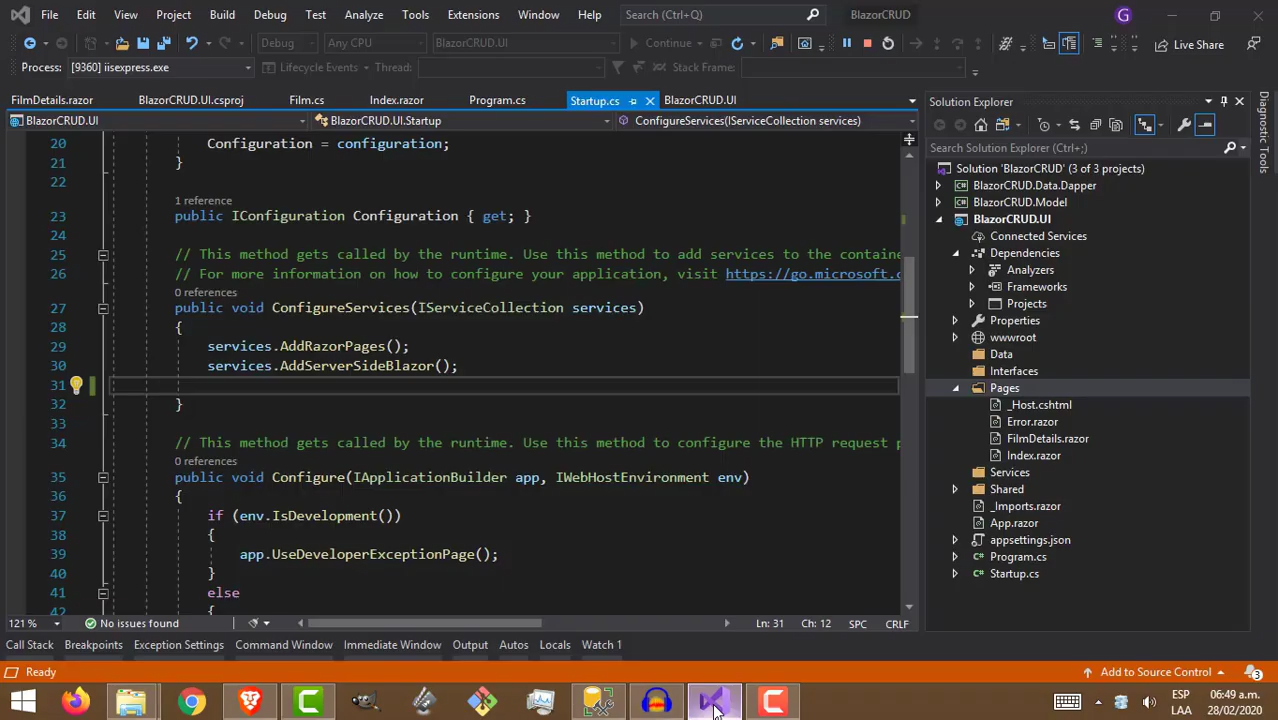 File Edit View Project Build Debug Test Analyze Tools Extensions Window Help Search (Ctrl+Q) BlazorCRUD G
Debug Any CPU BlazorCRUD.UI Continue Live Share
Process: [9360] iisexpress.exe Lifecycle Events Thread: Stack Frame:
FilmDetails.razor BlazorCRUD.UI.csproj Film.cs Index.razor Program.cs Startup.cs BlazorCRUD.UI
BlazorCRUD.UI BlazorCRUD.UI.Startup ConfigureServices(IServiceCollection services)
20 Configuration = configuration;
21 }
22
1 reference
23 public IConfiguration Configuration { get; }
24
25 // This method gets called by the runtime. Use this method to add services to the containe
26 // For more information on how to configure your application, visit https://go.microsoft.c
0 references
27 public void ConfigureServices(IServiceCollection services)
28 {
29 services.AddRazorPages();
30 services.AddServerSideBlazor();
31
32 }
33
34 // This method gets called by the runtime. Use this method to configure the HTTP request p
0 references
35 public void Configure(IApplicationBuilder app, IWebHostEnvironment env)
36 {
37 if (env.IsDevelopment())
38 {
39 app.UseDeveloperExceptionPage();
40 }
41 else
42 {
121 % No issues found Ln: 31 Ch: 12 SPC CRLF
Call Stack Breakpoints Exception Settings Command Window Immediate Window Output Autos Locals Watch 1
Solution Explorer
Search Solution Explorer (Ctrl+;)
Solution 'BlazorCRUD' (3 of 3 projects)
BlazorCRUD.Data.Dapper
BlazorCRUD.Model
BlazorCRUD.UI
Connected Services
Dependencies
Analyzers
Frameworks
Projects
Properties
wwwroot
Data
Interfaces
Pages
_Host.cshtml
Error.razor
FilmDetails.razor
Index.razor
Services
Shared
_Imports.razor
App.razor
appsettings.json
Program.cs
Startup.cs
Diagnostic Tools
Ready Add to Source Control 3
ESP 06:49 a.m.
LAA 28/02/2020